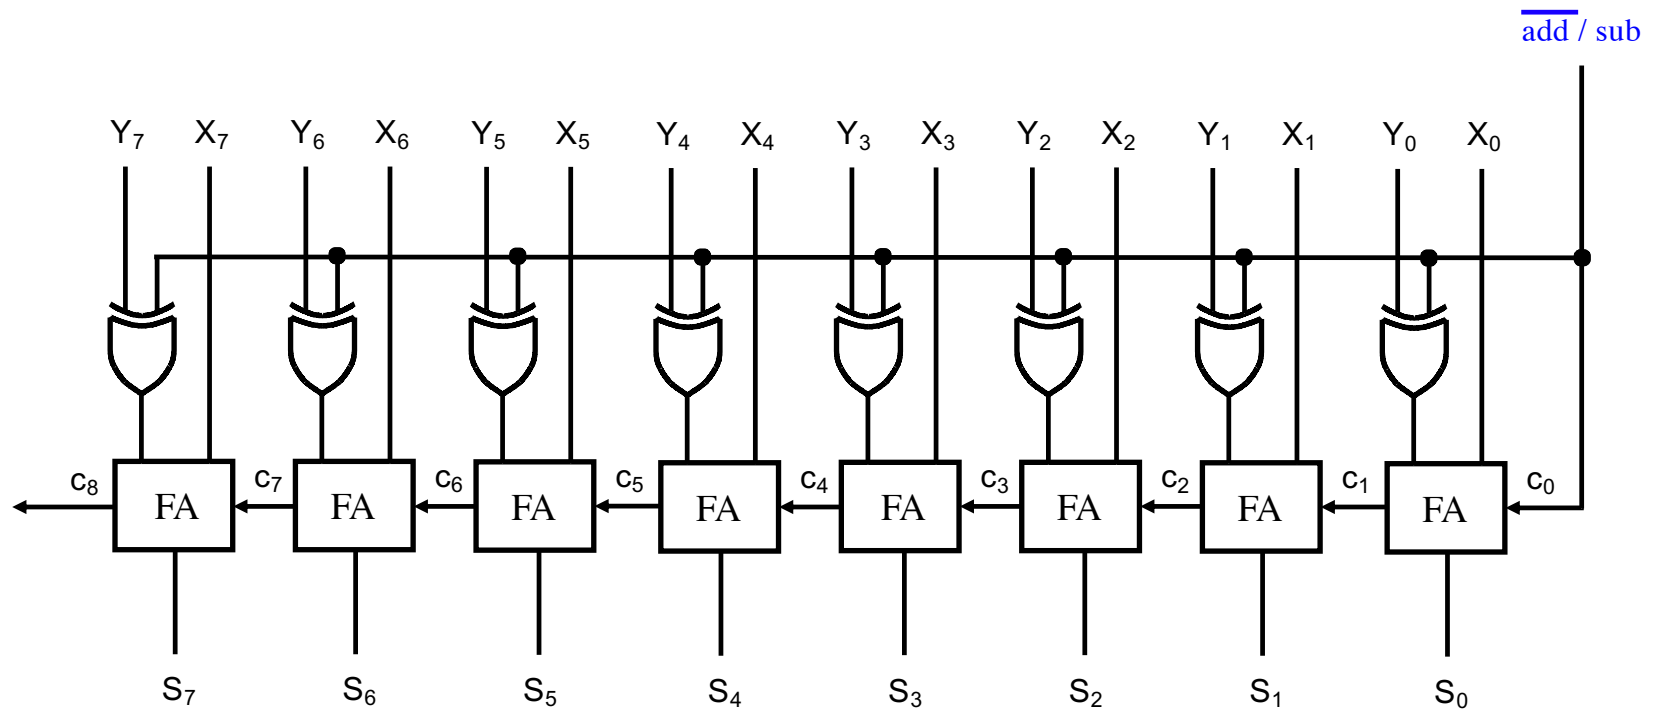 add / sub
Y7 X7 Y6 X6 Y5 X5 Y4 X4 Y3 X3 Y2 X2 Y1 X1 Y0 X0
c8 c7 c6 c5 c4 c3 c2 c1 c0
FA FA FA FA FA FA FA FA
S7 S6 S5 S4 S3 S2 S1 S0